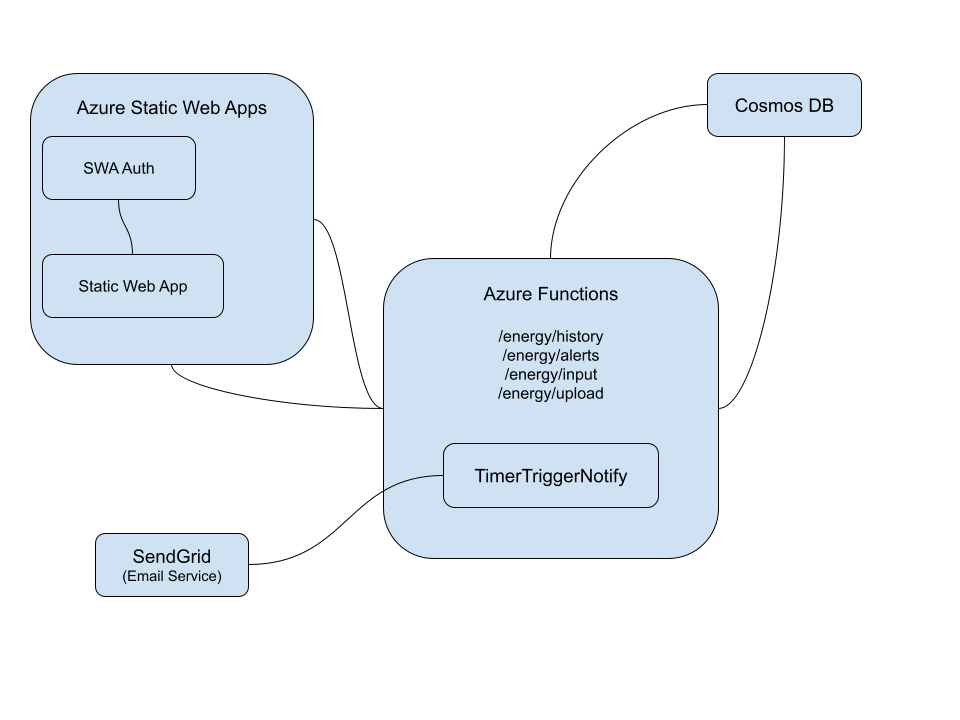 Azure Static Web Apps
SWA Auth
Static Web App
Cosmos DB
Azure Functions
/energy/history
/energy/alerts
/energy/input
/energy/upload
TimerTriggerNotify
SendGrid
(Email Service)